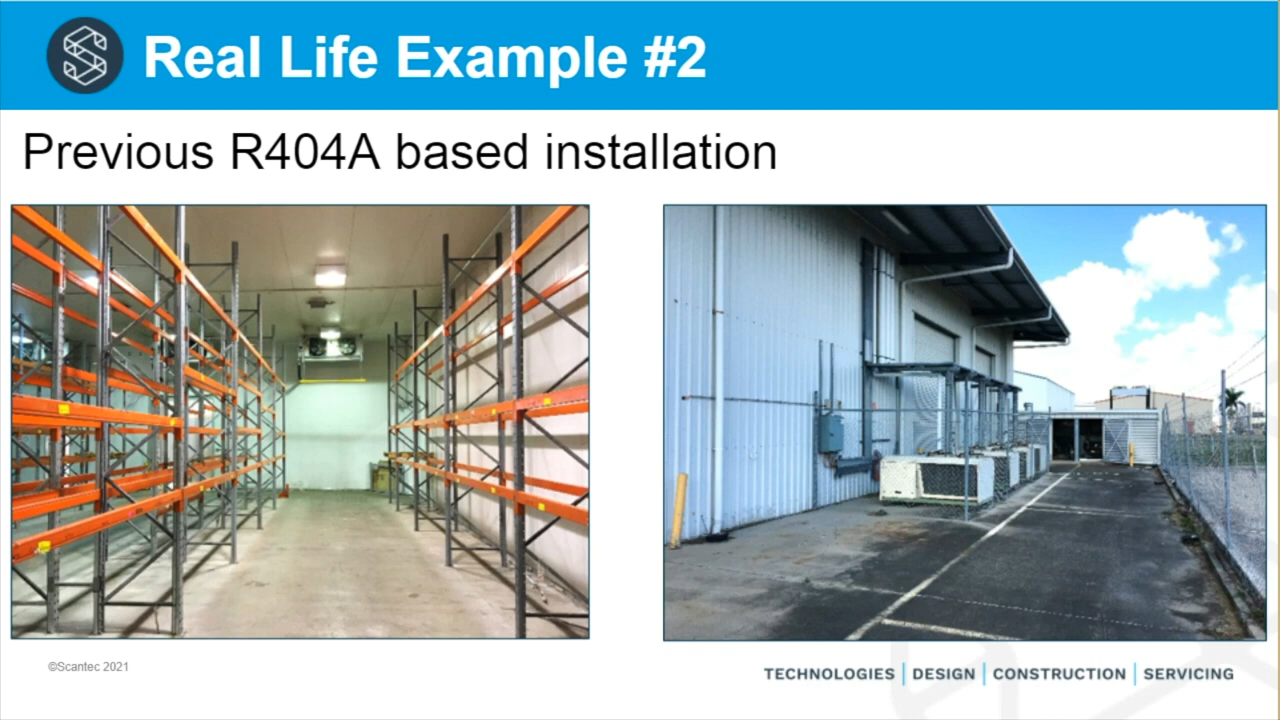 Real Life Example #2
Previous R404A based installation
©Scantec 2021
TECHNOLOGIES | DESIGN | CONSTRUCTION | SERVICING